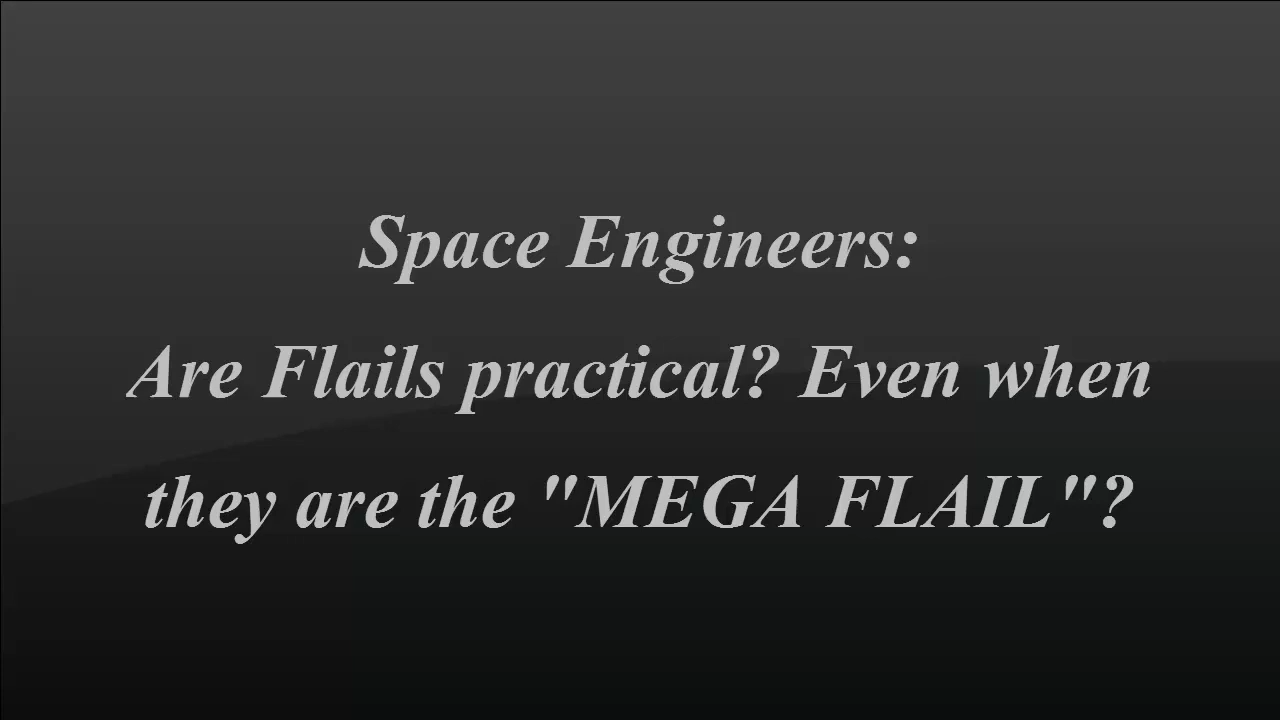 Space Engineers:
Are Flails practical? Even when
they are the "MEGA FLAIL"?